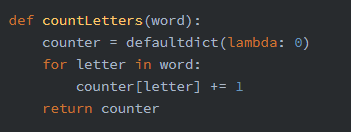 def countLetters(word):
    counter = defaultdict(lambda: 0)
    for letter in word:
        counter[letter] += 1
    return counter